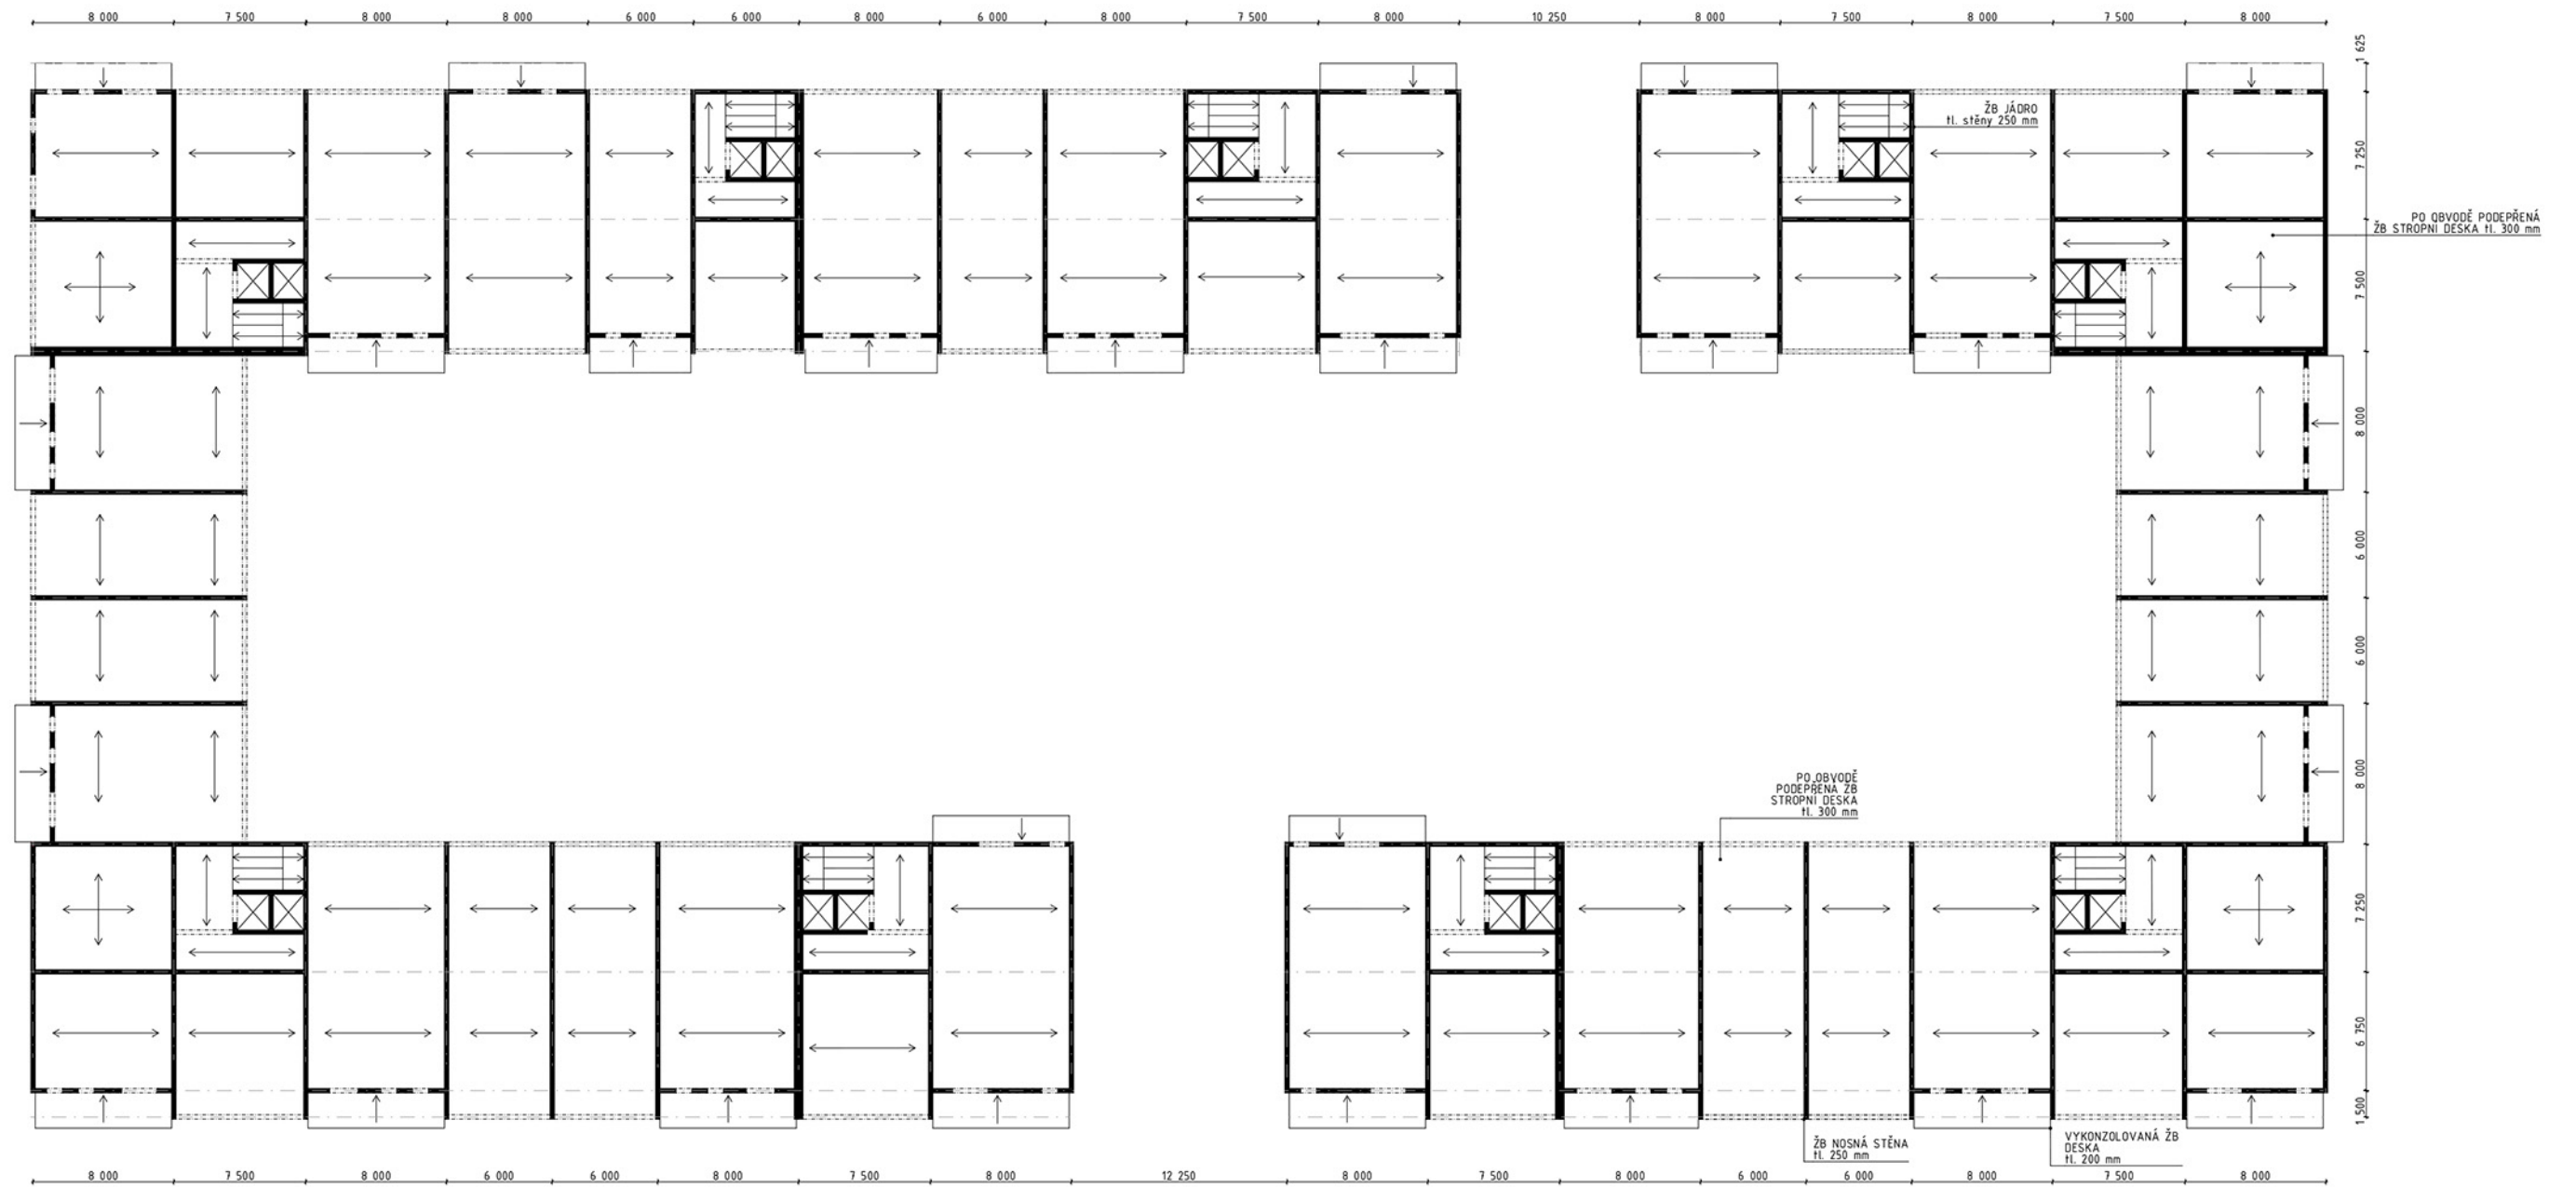 8 000 7 500 8 000 8 000 6 000 6 000 8 000 6 000 8 000 7 500 8 000 10 250 8 000 7 500 8 000 7 500 8 000
1 625
ŽB JÁDRO
tl. stěny 250 mm
7 250
PO OBVODĚ PODEPŘENÁ
ŽB STROPNÍ DESKA tl. 300 mm
7 500
8 000
6 000
6 000
8 000
PO OBVODĚ
PODEPŘENÁ ŽB
STROPNÍ DESKA
tl. 300 mm
7 250
6 750
1 500
ŽB NOSNÁ STĚNA
tl. 250 mm
VYKONZOLOVANÁ ŽB
DESKA
tl. 200 mm
8 000 7 500 8 000 6 000 6 000 8 000 7 500 8 000 12 250 8 000 7 500 8 000 6 000 6 000 8 000 7 500 8 000